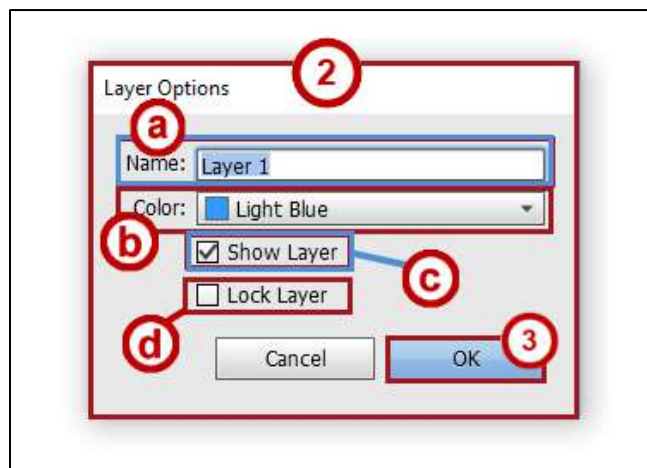 2
Layer Options
a
Name: Layer 1
Color: Light Blue
b
Show Layer
c
Lock Layer
d
Cancel OK 3